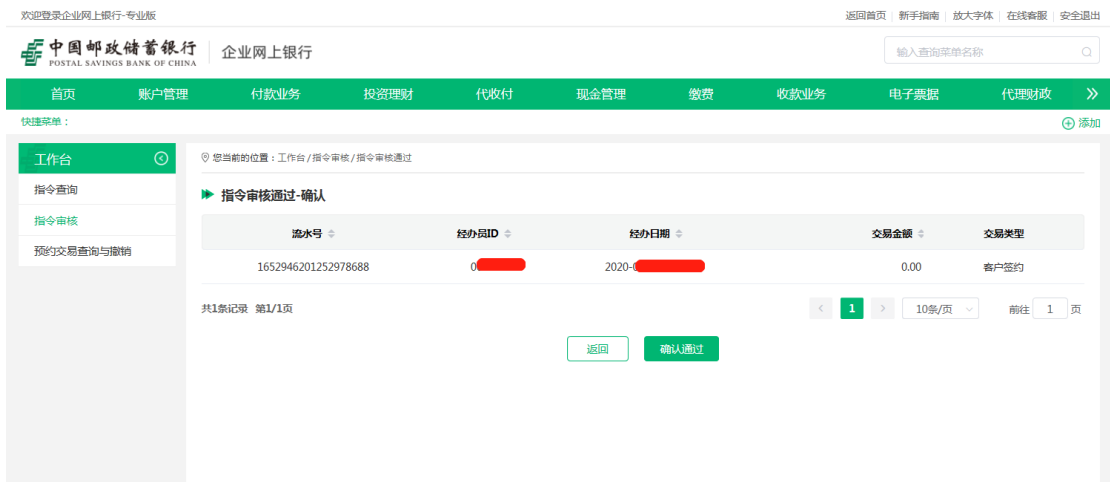 欢迎登录企业网上银行-专业版 返回首页 新手指南 放大字体 在线客服 安全退出
中国邮政储蓄银行 企业网上银行 输入查询菜单名称
POSTAL SAVINGS BANK OF CHINA
首页 账户管理 付款业务 投资理财 代收付 现金管理 缴费 收款业务 电子票据 代理财政
快捷菜单： 添加
工作台
指令查询
指令审核
预约交易查询与撤销
您当前的位置：工作台/指令审核/指令审核通过
指令审核通过-确认
流水号 经办员ID 经办日期 交易金额 交易类型
1652946201252978688 0 2020- 0.00 客户签约
共1条记录 第1/1页 1 10条/页 前往 1 页
返回 确认通过